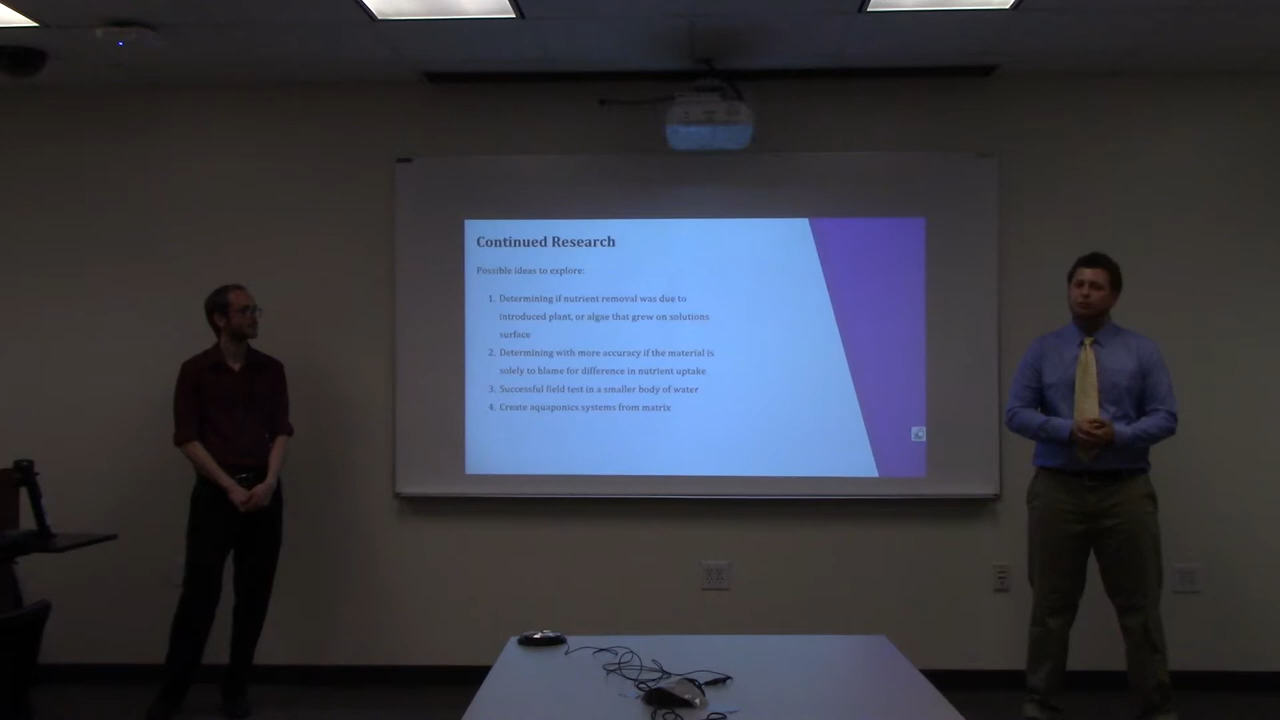 Continued Research
Possible ideas to explore:
1. Determining if nutrient removal was due to
introduced plant, or algae that grew on solutions
surface
2. Determining with more accuracy if the material is
solely to blame for difference in nutrient uptake
3. Successful field test in a smaller body of water
4. Create aquaponics systems from matrix